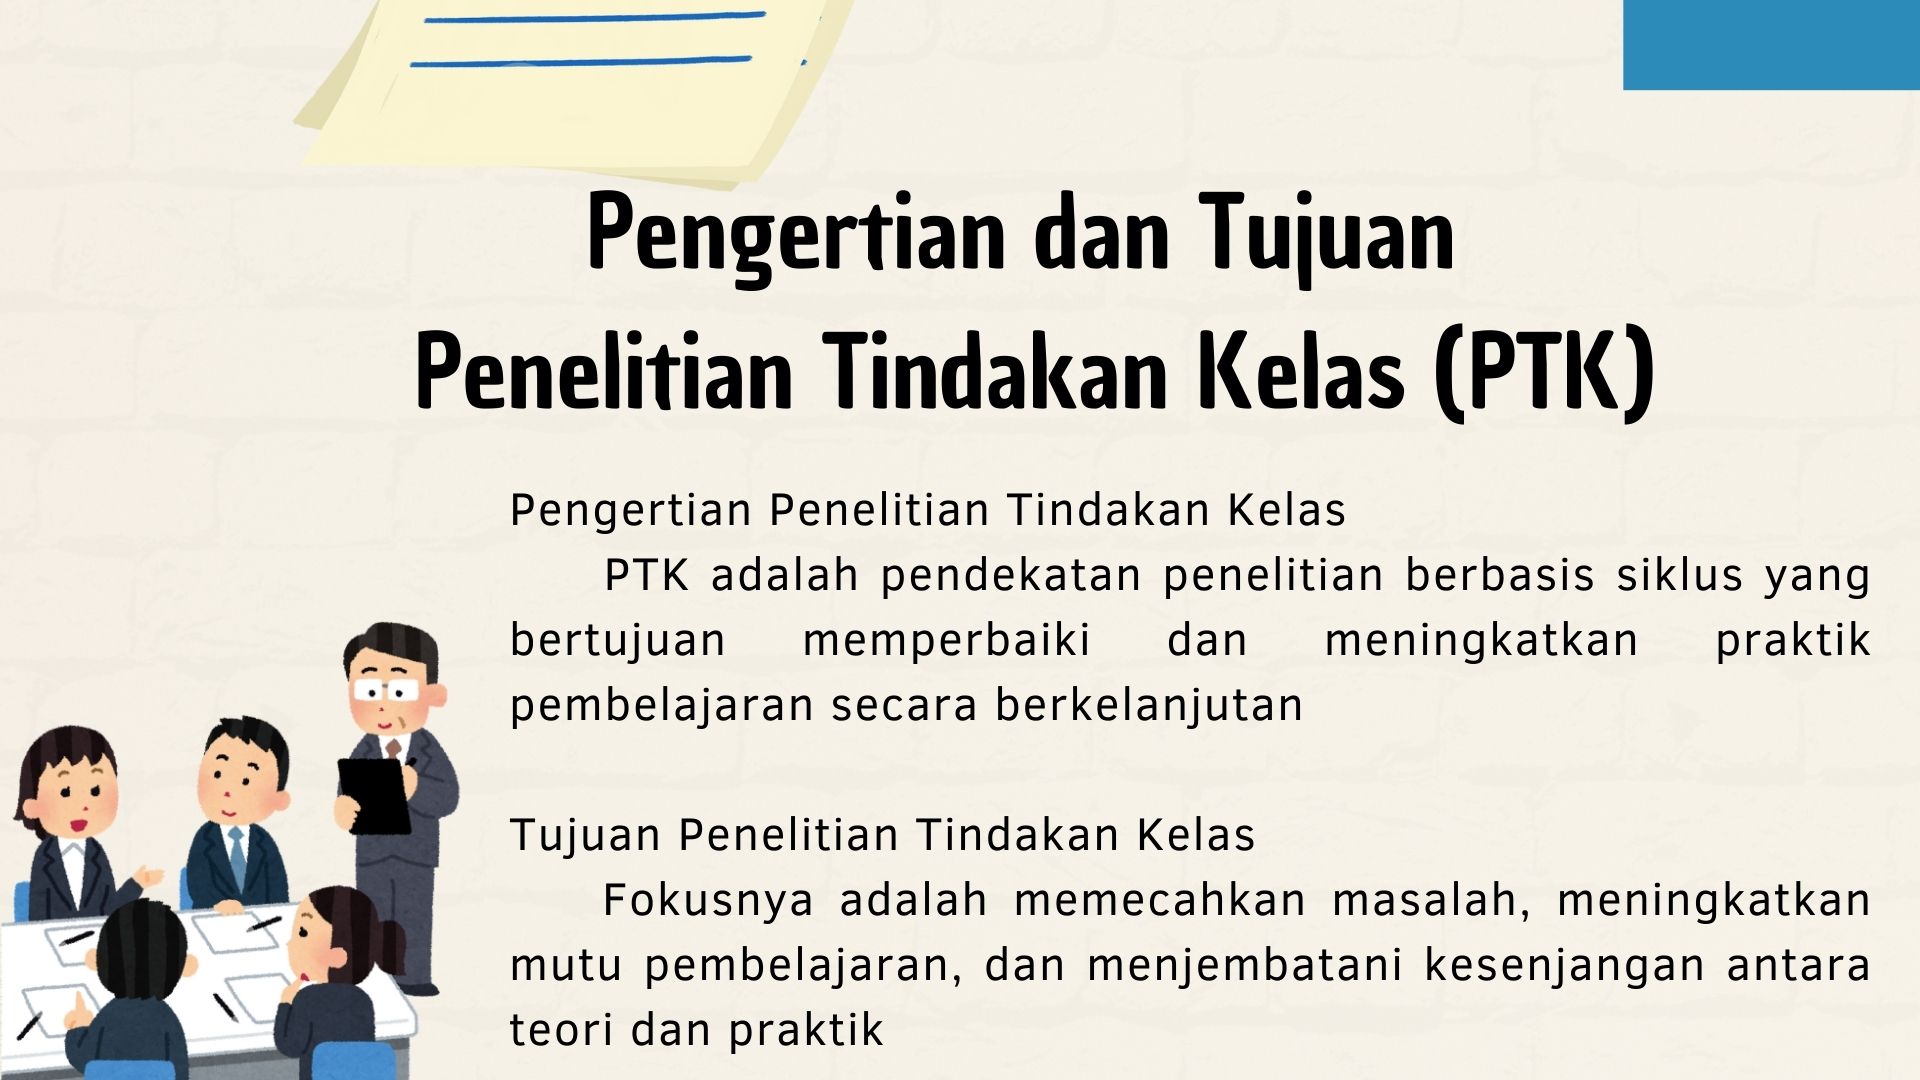 Pengertian dan Tujuan
Penelitian Tindakan Kelas (PTK)
Pengertian Penelitian Tindakan Kelas
PTK adalah pendekatan penelitian berbasis siklus yang
bertujuan memperbaiki dan meningkatkan praktik
pembelajaran secara berkelanjutan
Tujuan Penelitian Tindakan Kelas
Fokusnya adalah memecahkan masalah, meningkatkan
mutu pembelajaran, dan menjembatani kesenjangan antara
teori dan praktik